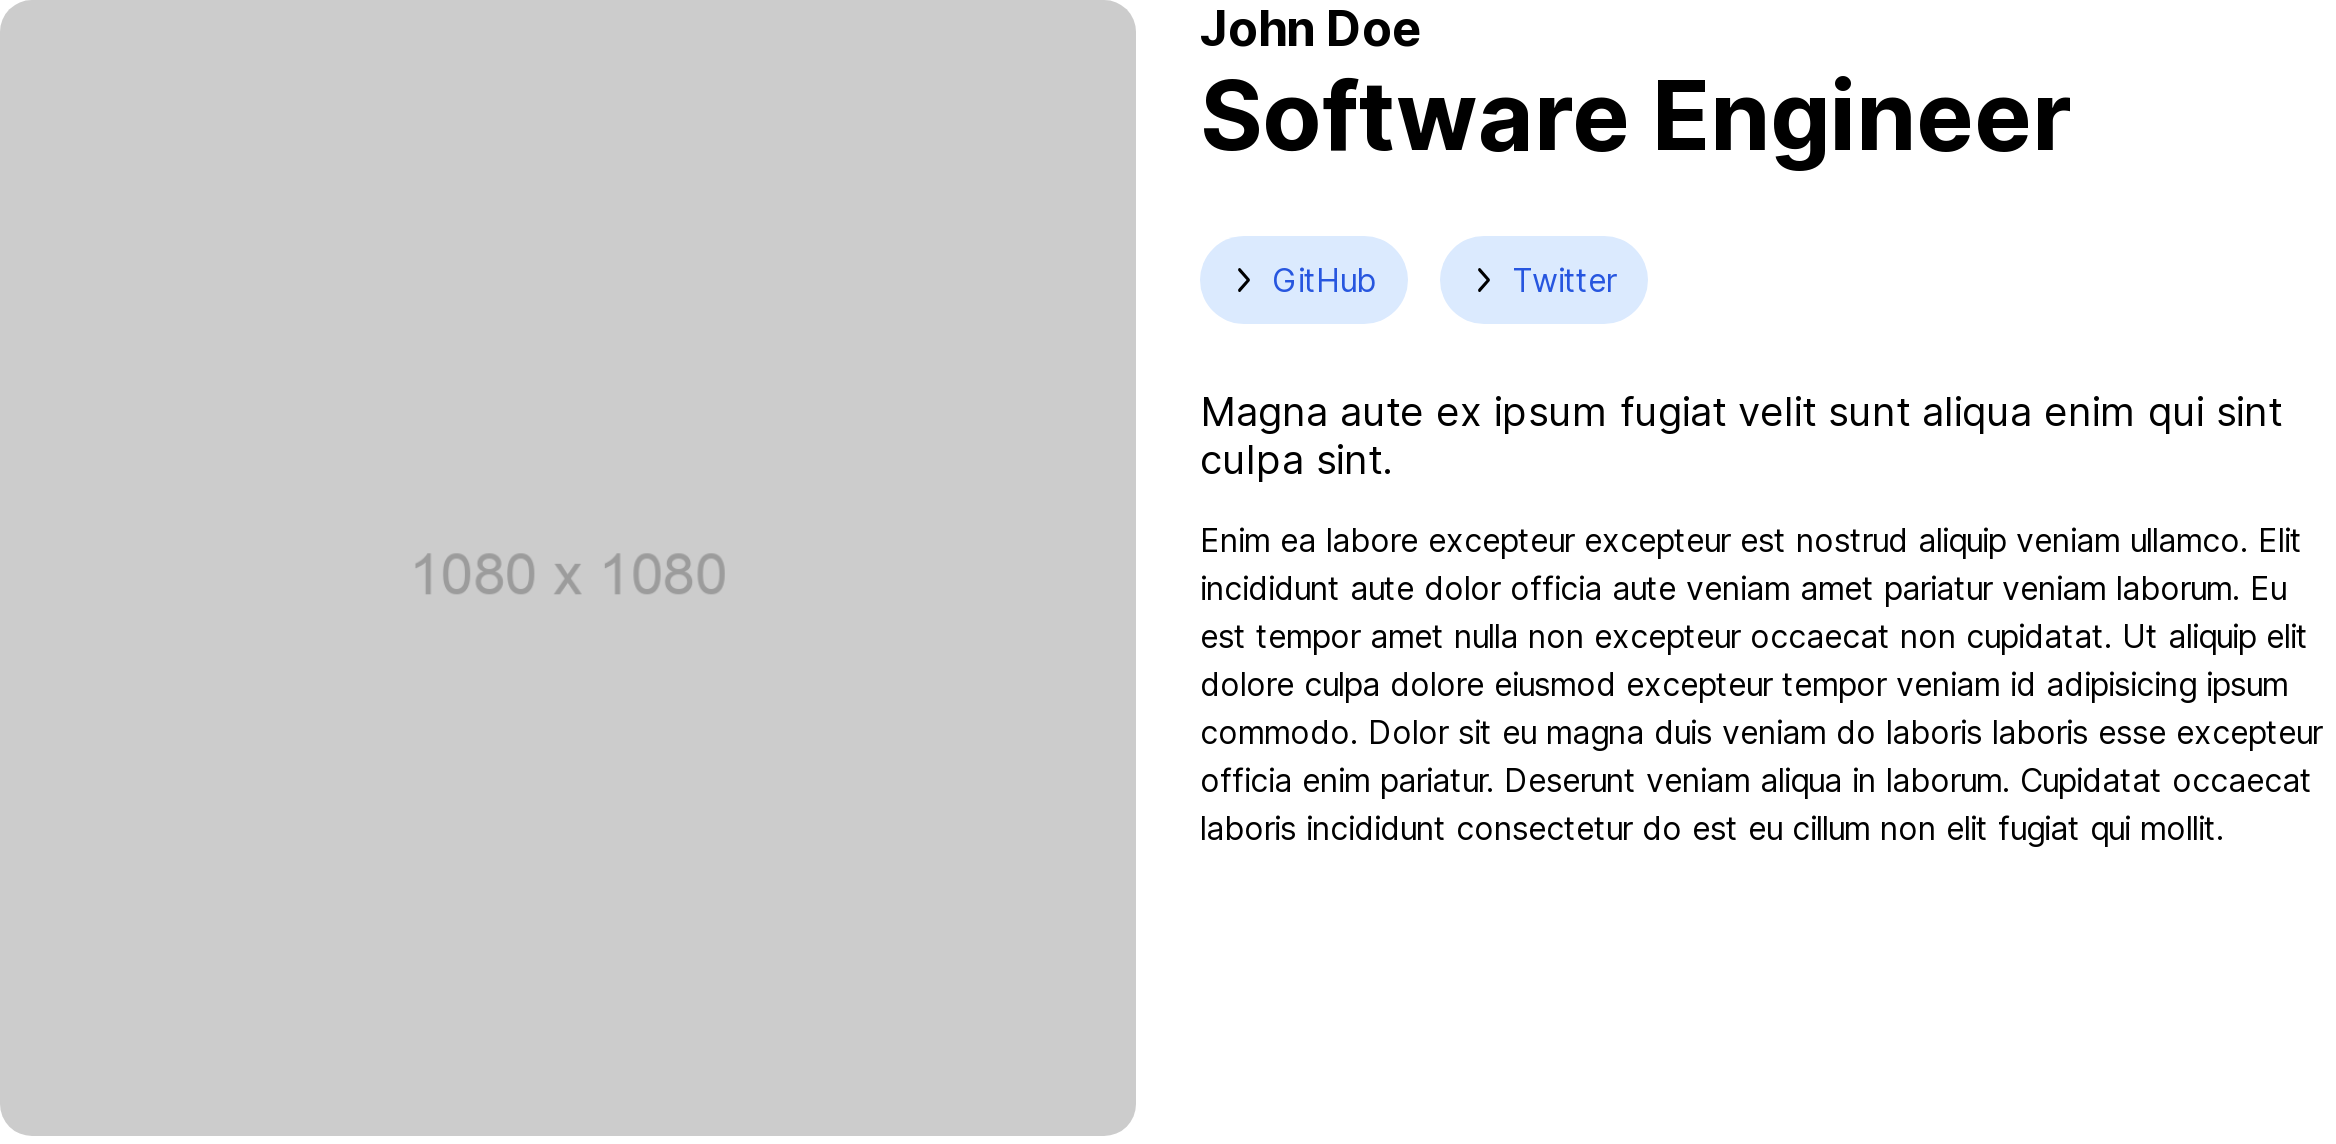 1080 x 1080
John Doe
Software Engineer
GitHub
Twitter
Magna aute ex ipsum fugiat velit sunt aliqua enim qui sint
culpa sint.
Enim ea labore excepteur excepteur est nostrud aliquip veniam ullamco. Elit
incididunt aute dolor officia aute veniam amet pariatur veniam laborum. Eu
est tempor amet nulla non excepteur occaecat non cupidatat. Ut aliquip elit
dolore culpa dolore eiusmod excepteur tempor veniam id adipisicing ipsum
commodo. Dolor sit eu magna duis veniam do laboris laboris esse excepteur
officia enim pariatur. Deserunt veniam aliqua in laborum. Cupidatat occaecat
laboris incididunt consectetur do est eu cillum non elit fugiat qui mollit.